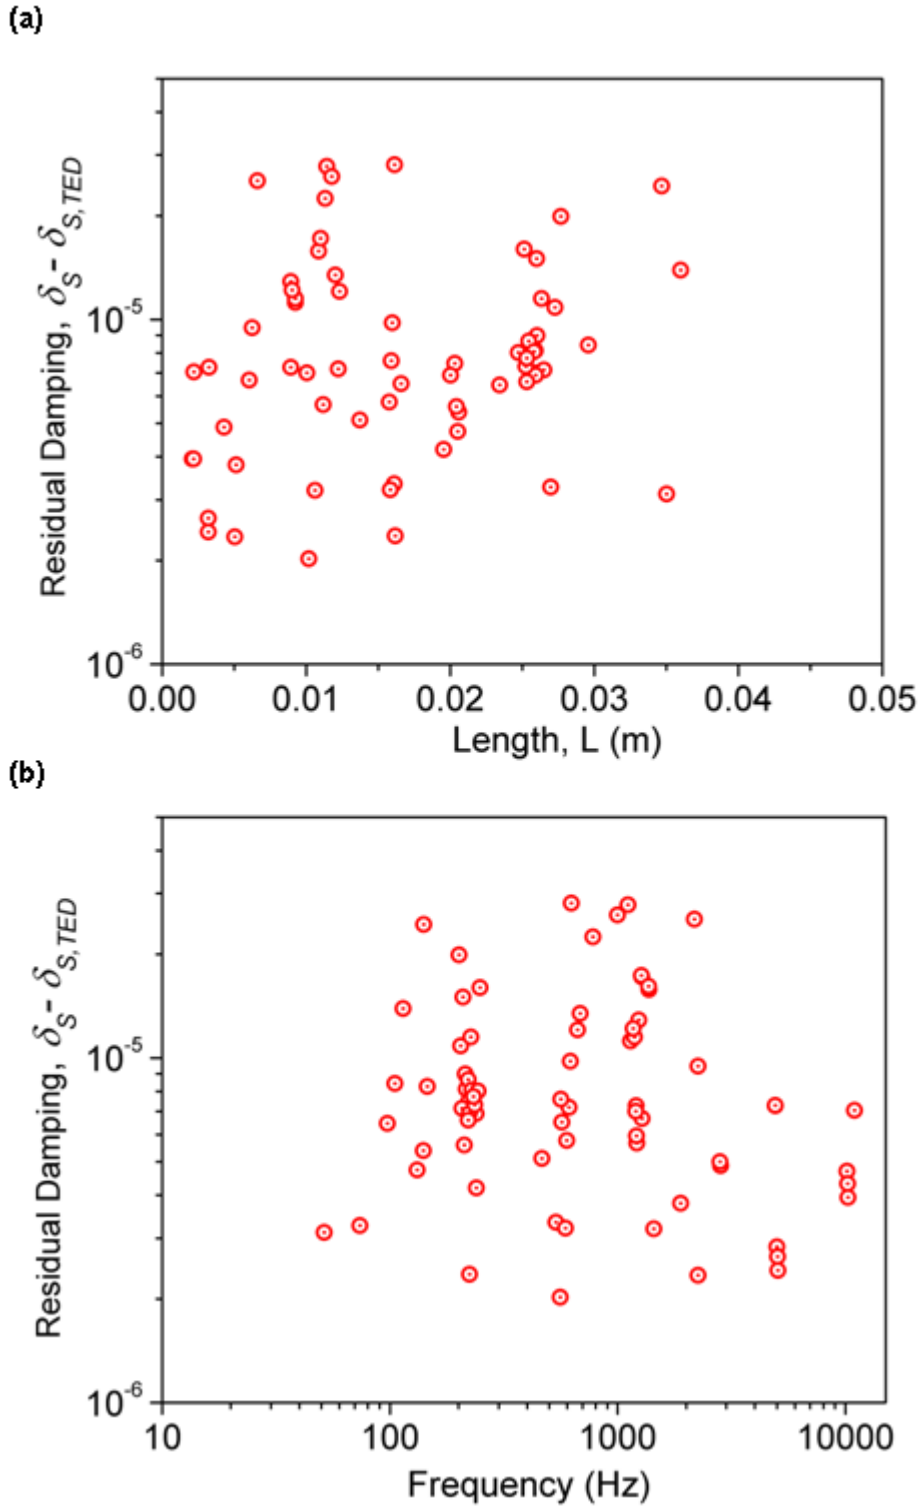 (a)
Residual Damping, δS - δS,TED
10-5
10-6
0.00 0.01 0.02 0.03 0.04 0.05
Length, L (m)
(b)
Residual Damping, δS - δS,TED
10-5
10-6
10 100 1000 10000
Frequency (Hz)